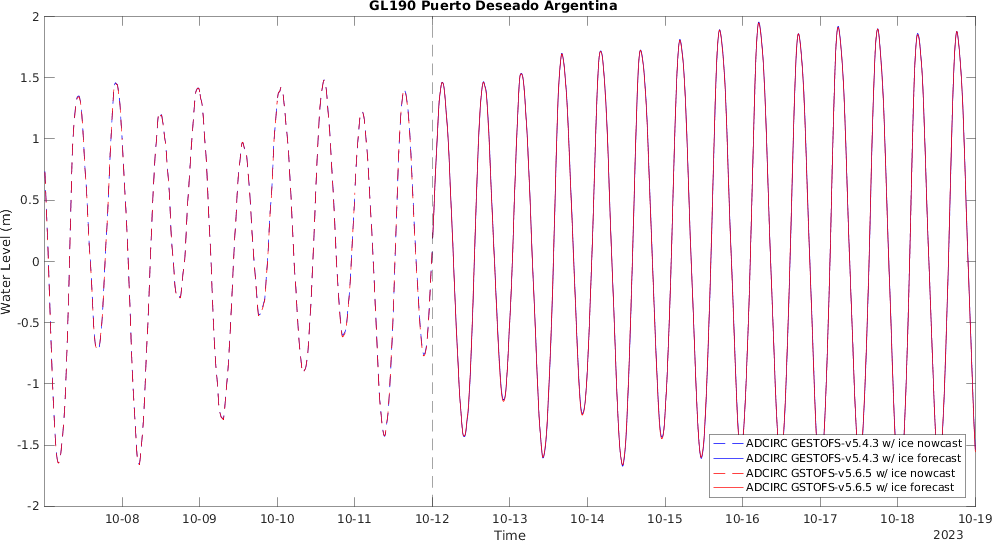 GL190 Puerto Deseado Argentina
2
1.5
1
0.5
0
-0.5
-1
-1.5
-2
Water Level (m)
ADCIRC GESTOFS-v5.4.3 w/ ice nowcast
ADCIRC GESTOFS-v5.4.3 w/ ice forecast
ADCIRC GSTOFS-v5.6.5 w/ ice nowcast
ADCIRC GSTOFS-v5.6.5 w/ ice forecast
10-08 10-09 10-10 10-11 10-12 10-13 10-14 10-15 10-16 10-17 10-18 10-19
Time
2023